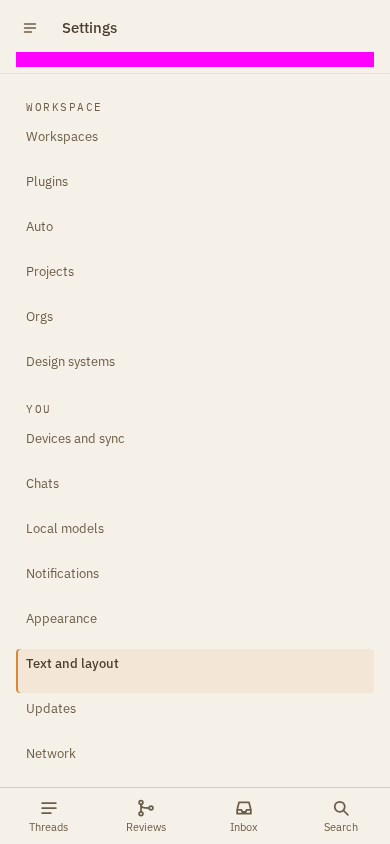 Settings
WORKSPACE
Workspaces
Plugins
Auto
Projects
Orgs
Design systems
YOU
Devices and sync
Chats
Local models
Notifications
Appearance
Text and layout
Updates
Network
Threads
Reviews
Inbox
Search